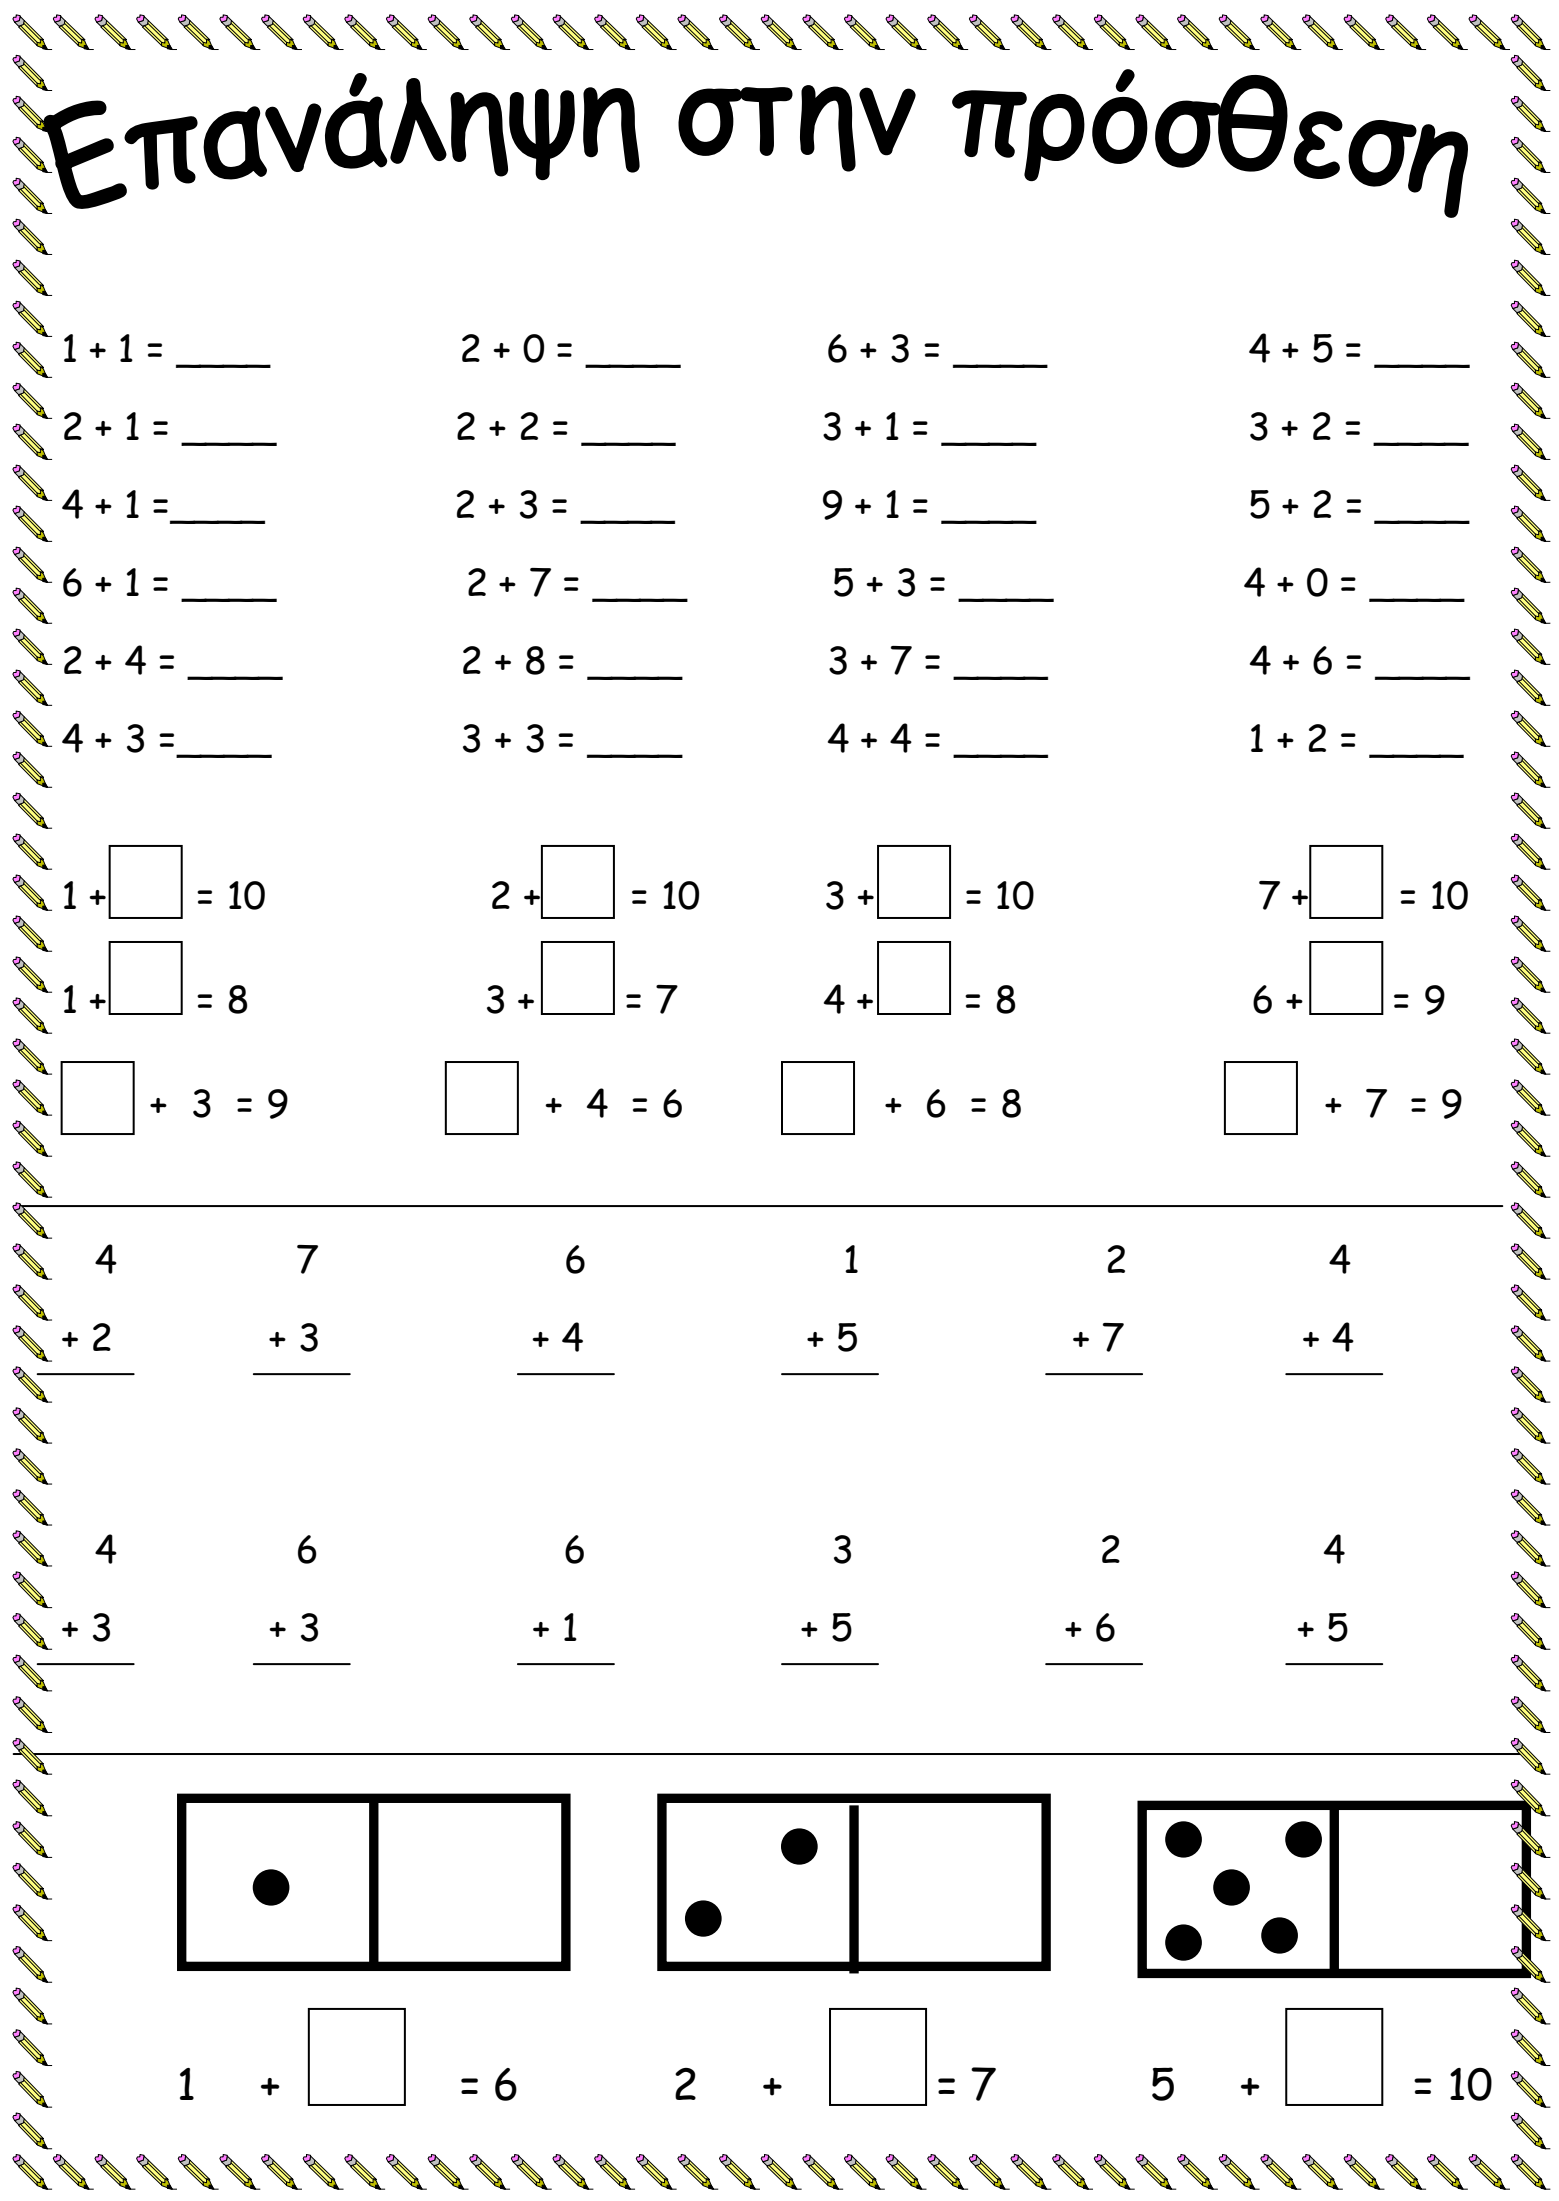 Επανάληψη στην πρόσθεση
1 + 1 = ____ 2 + 0 = ____ 6 + 3 = ____ 4 + 5 = ____
2 + 1 = ____ 2 + 2 = ____ 3 + 1 = ____ 3 + 2 = ____
4 + 1 =____ 2 + 3 = ____ 9 + 1 = ____ 5 + 2 = ____
6 + 1 = ____ 2 + 7 = ____ 5 + 3 = ____ 4 + 0 = ____
2 + 4 = ____ 2 + 8 = ____ 3 + 7 = ____ 4 + 6 = ____
4 + 3 =____ 3 + 3 = ____ 4 + 4 = ____ 1 + 2 = ____
1 + = 10 2 + = 10 3 + = 10 7 + = 10
1 + = 8 3 + = 7 4 + = 8 6 + = 9
+ 3 = 9 + 4 = 6 + 6 = 8 + 7 = 9
4 7 6 1 2 4
+ 2 + 3 + 4 + 5 + 7 + 4
4 6 6 3 2 4
+ 3 + 3 + 1 + 5 + 6 + 5
1 + = 6 2 + = 7 5 + = 10